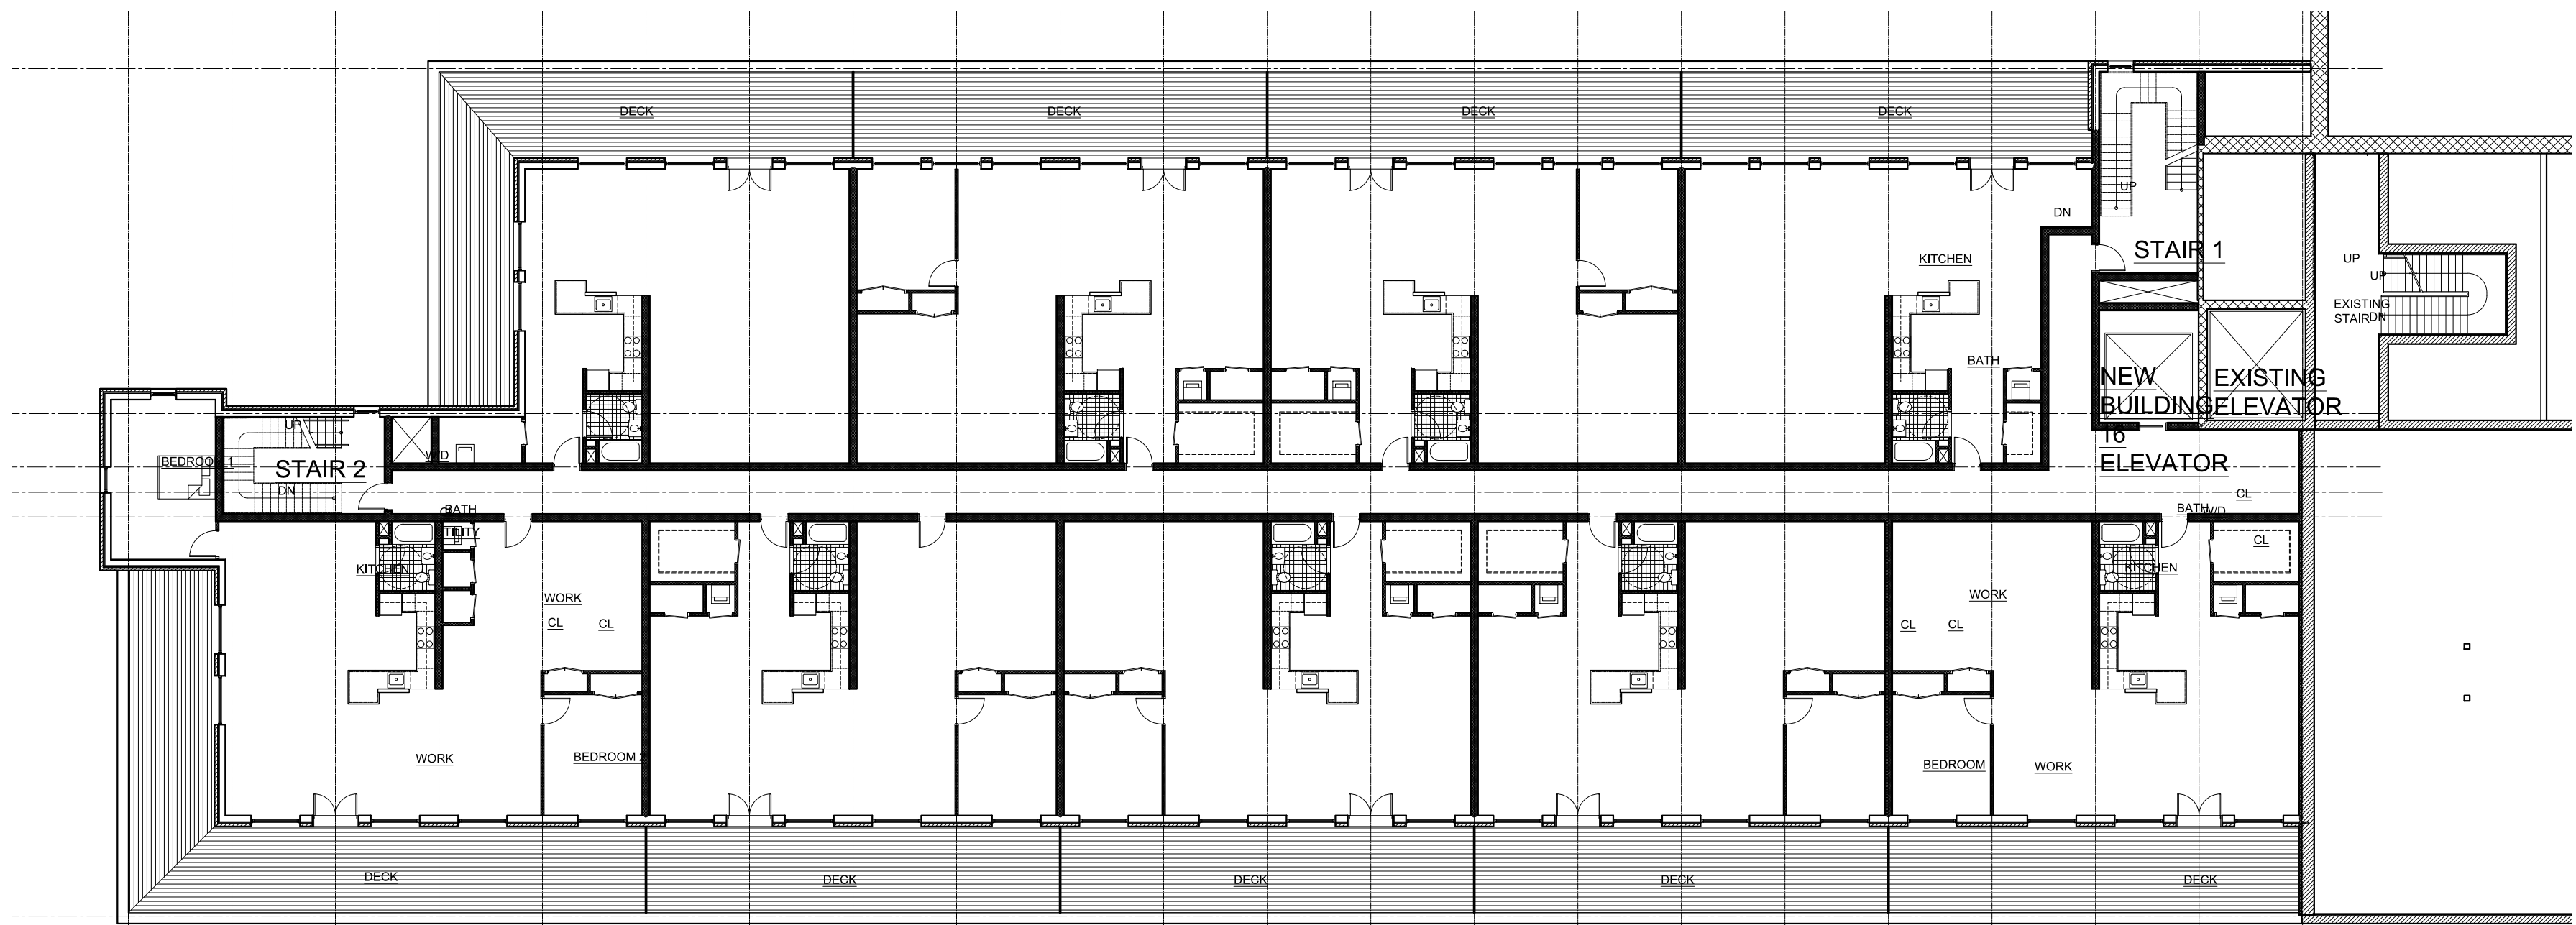 DECK
DECK
DECK
DECK
UP
DN
STAIR 1
KITCHEN
UP
UP
EXISTING
STAIR
DN
BATH
NEW
BUILDING
16
ELEVATOR
EXISTING
ELEVATOR
UP
W/D
BEDROOM 1
STAIR 2
DN
CL
BATH
W/D
BATH
UTILITY
KITCHEN
CL
KITCHEN
WORK
CL
CL
WORK
CL
CL
WORK
BEDROOM 2
BEDROOM
WORK
DECK
DECK
DECK
DECK
DECK